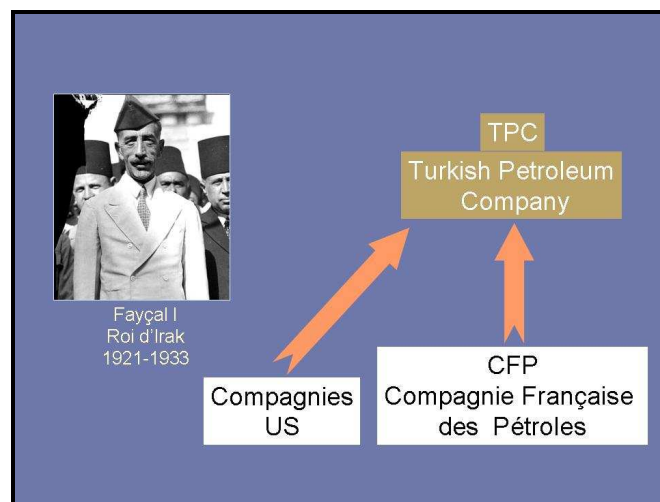 TPC
Turkish Petroleum
Company
Fayçal I
Roi d'Irak
1921-1933
Compagnies
US
CFP
Compagnie Française
des Pétroles